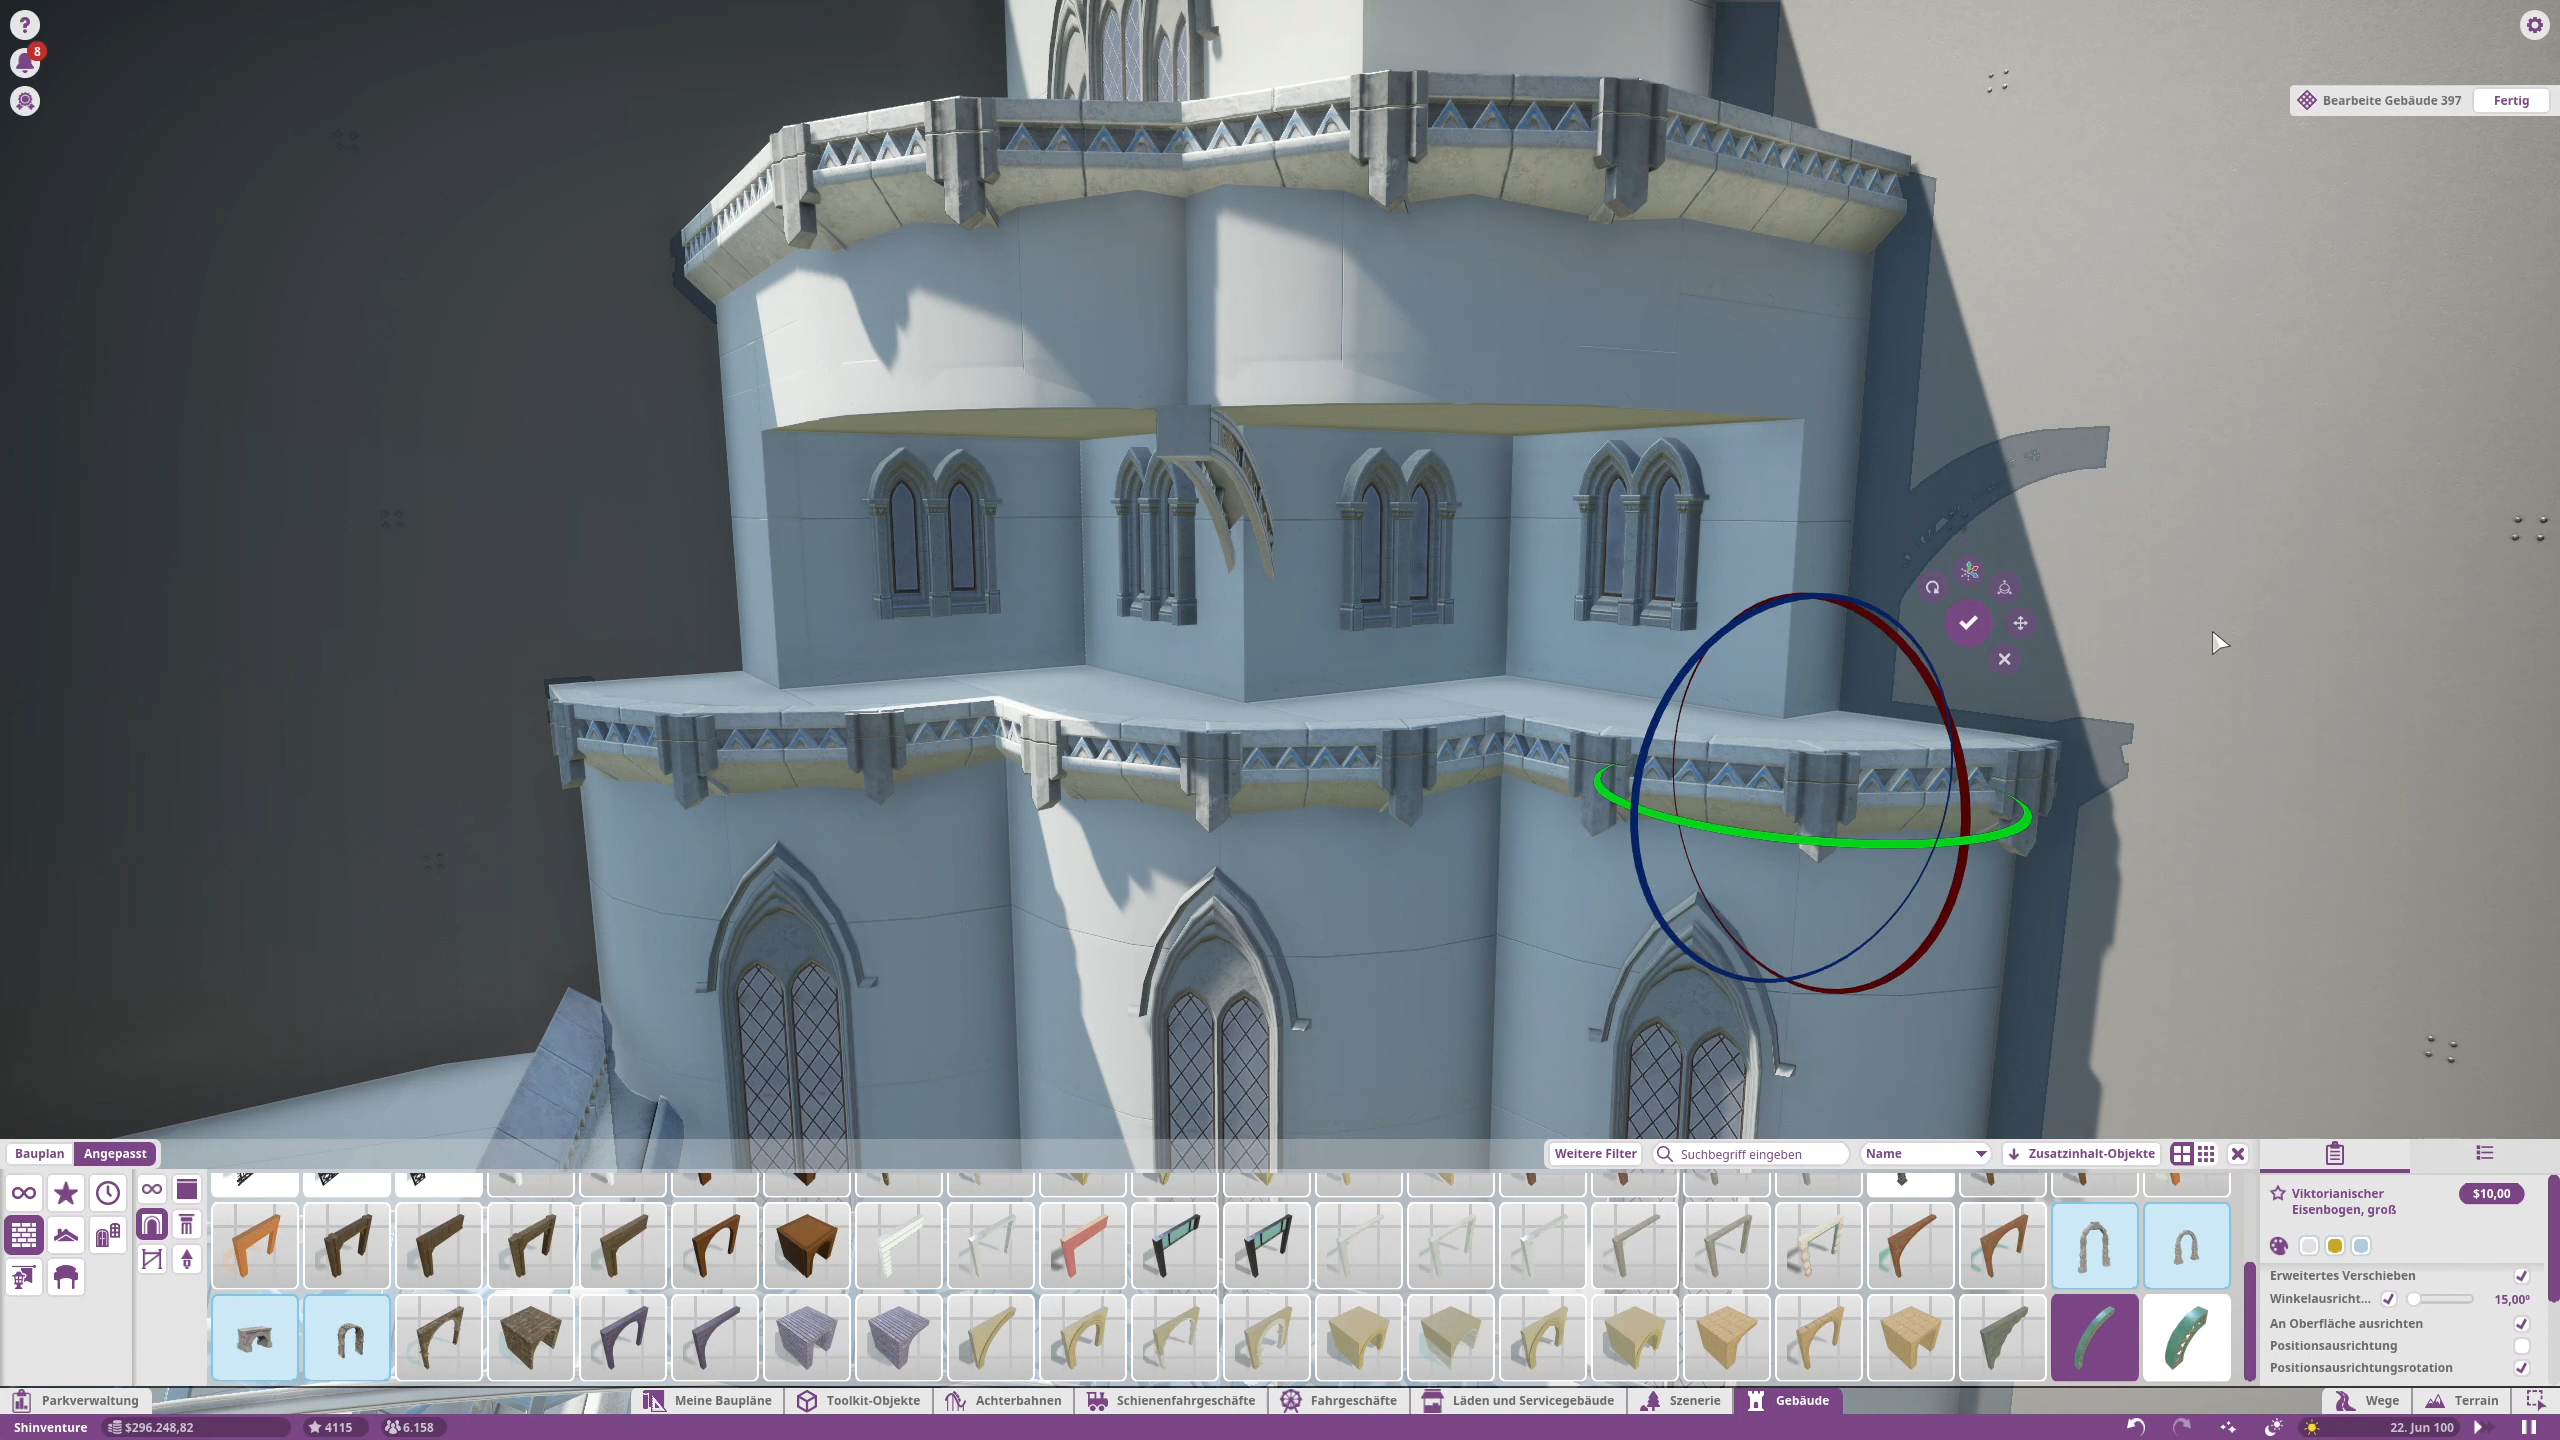 ?
8
Bearbeite Gebäude 397
Fertig
Bauplan
Angepasst
Weitere Filter
Suchbegriff eingeben
Name
Zusatzinhalt-Objekte
Viktorianischer
Eisenbogen, groß
$10,00
Erweitertes Verschieben
Winkelausricht...
15,00°
An Oberfläche ausrichten
Positionsausrichtung
Positionsausrichtungsrotation
Parkverwaltung
Meine Baupläne
Toolkit-Objekte
Achterbahnen
Schienenfahrgeschäfte
Fahrgeschäfte
Läden und Servicegebäude
Szenerie
Gebäude
Wege
Terrain
Shinventure
$296.248,82
4115
6.158
22. Jun 100